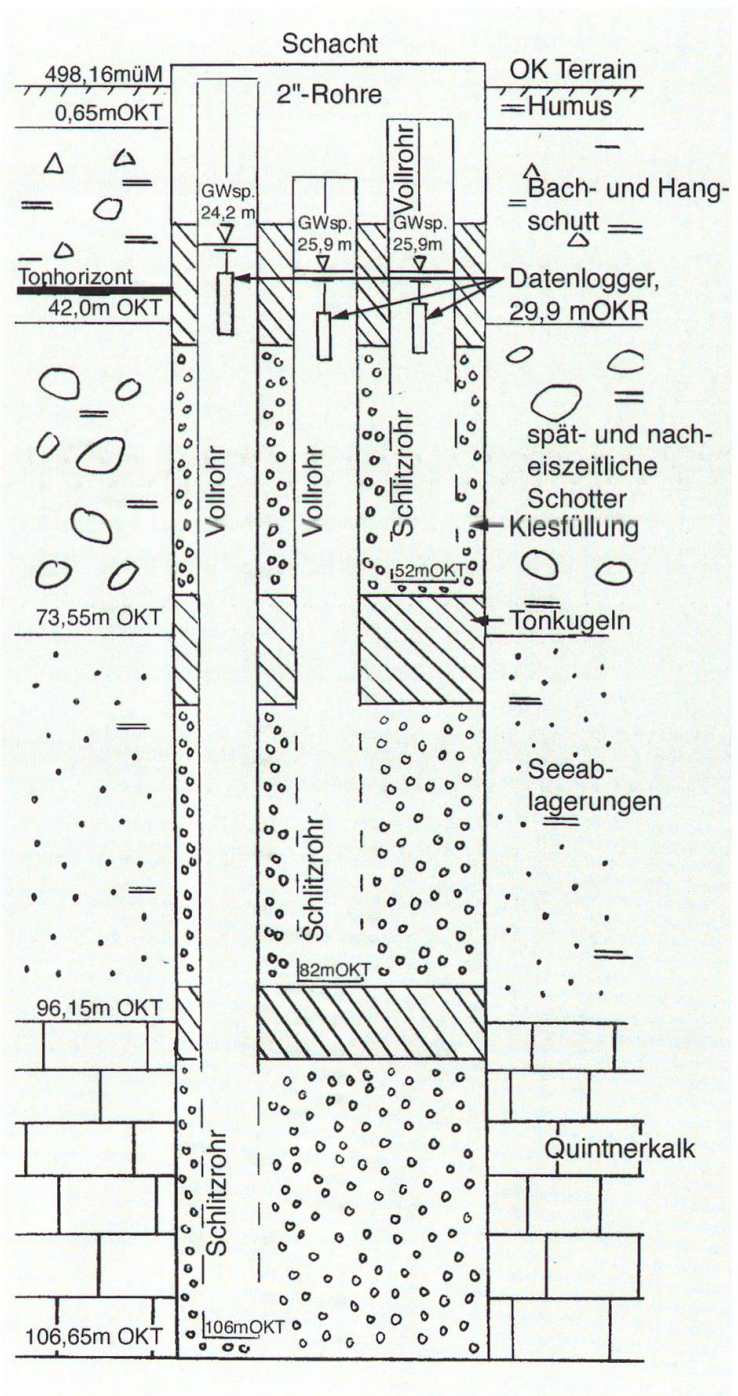 Schacht
498,16müM
OK Terrain
2"-Rohre
0,65mOKT
Humus
Vollrohr
Bach- und Hang-
schutt
GWsp.
24,2 m
GWsp.
25,9 m
GWsp.
25,9m
Tonhorizont
42,0m OKT
Datenlogger,
29,9 mOKR
spät- und nach-
eiszeitliche
Schotter
Kiesfüllung
Vollrohr
Vollrohr
Schlitzrohr
52mOKT
73,55m OKT
Tonkugeln
Seeab-
lagerungen
Schlitzrohr
82mOKT
96,15m OKT
Quintnerkalk
Schlitzrohr
106mOKT
106,65m OKT